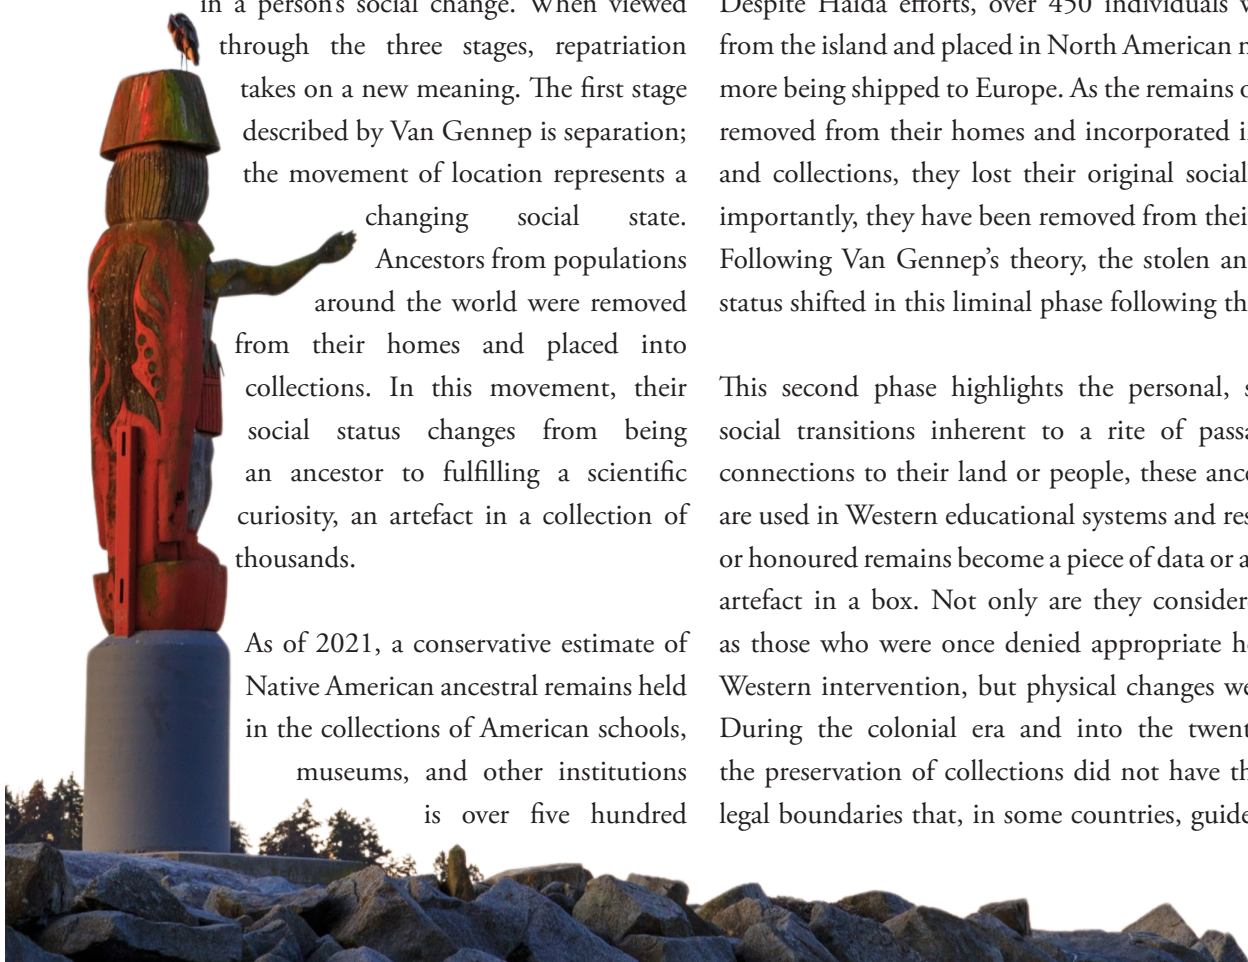 in a person's social change. When viewed
through the three stages, repatriation
takes on a new meaning. The first stage
described by Van Gennep is separation;
the movement of location represents a
changing social state.
Ancestors from populations
around the world were removed
from their homes and placed into
collections. In this movement, their
social status changes from being
an ancestor to fulfilling a scientific
curiosity, an artefact in a collection of
thousands.
As of 2021, a conservative estimate of
Native American ancestral remains held
in the collections of American schools,
museums, and other institutions
is over five hundred
Despite Haida efforts, over 450 individuals
from the island and placed in North American
more being shipped to Europe. As the remains
removed from their homes and incorporated
and collections, they lost their original social
importantly, they have been removed from
Following Van Gennep's theory, the stolen
status shifted in this liminal phase following
This second phase highlights the personal,
social transitions inherent to a rite of
connections to their land or people, these
are used in Western educational systems and
or honoured remains become a piece of data or
artefact in a box. Not only are they
as those who were once denied appropriate
Western intervention, but physical changes
During the colonial era and into the
the preservation of collections did not have
legal boundaries that, in some countries,